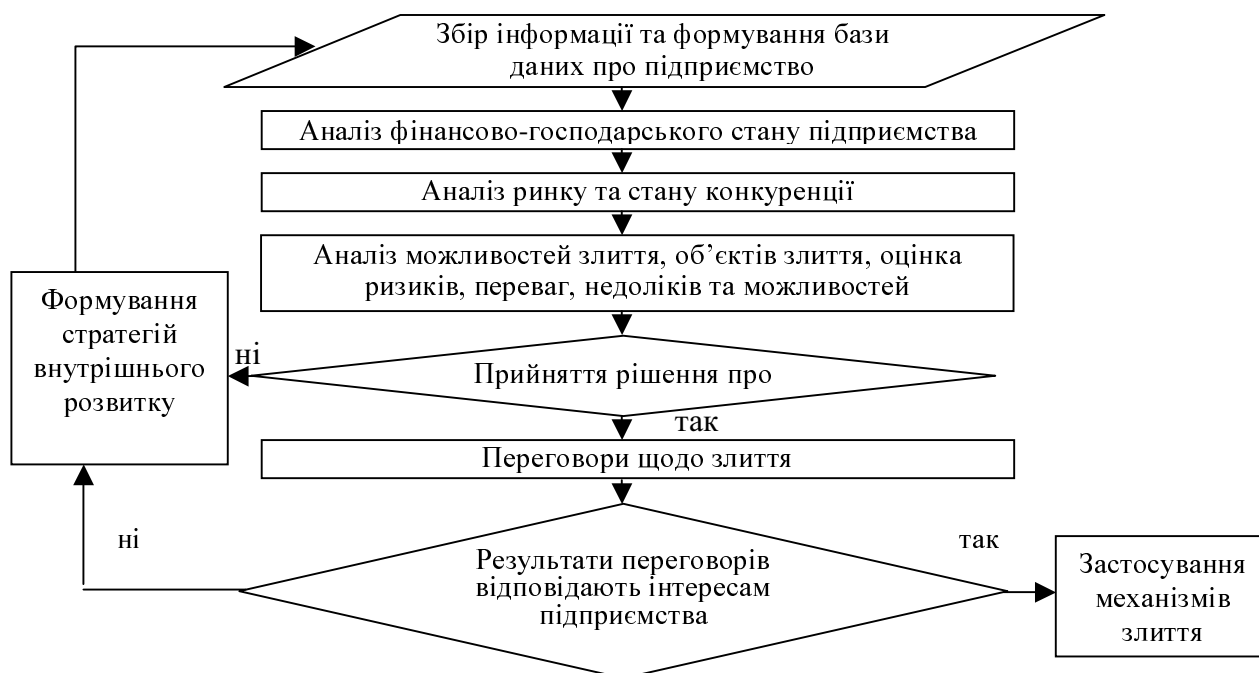 Збір інформації та формування бази
даних про підприємство
Аналіз фінансово-господарського стану підприємства
Аналіз ринку та стану конкуренції
Аналіз можливостей злиття, об’єктів злиття, оцінка
ризиків, переваг, недоліків та можливостей
Формування
стратегій
внутрішнього
розвитку
ні
Прийняття рішення про
так
Переговори щодо злиття
ні
Результати переговорів
відповідають інтересам
підприємства
так
Застосування
механізмів
злиття